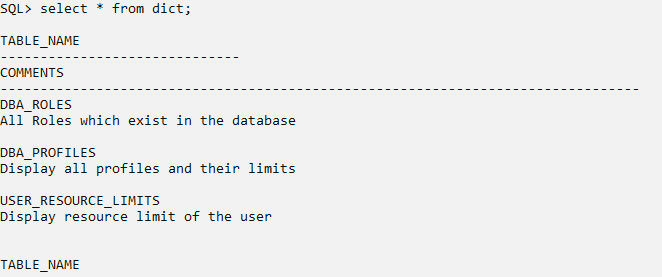 SQL> select * from dict;
TABLE_NAME
------------------------------
COMMENTS
--------------------------------------------------------------------------------
DBA_ROLES
All Roles which exist in the database
DBA_PROFILES
Display all profiles and their limits
USER_RESOURCE_LIMITS
Display resource limit of the user
TABLE_NAME